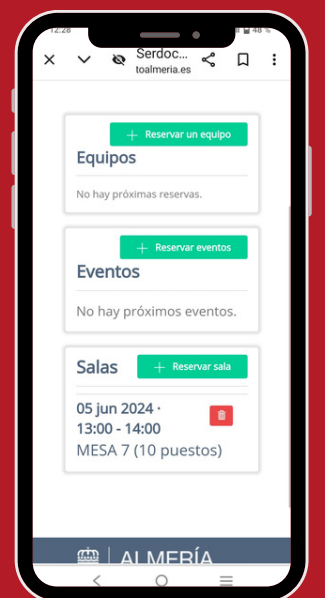 12:28
48 %
Serdoc...
toalmeria.es
Reservar un equipo
Equipos
No hay próximas reservas.
Reservar eventos
Eventos
No hay próximos eventos.
Salas
Reservar sala
05 jun 2024 ·
13:00 - 14:00
MESA 7 (10 puestos)
ALMERÍA